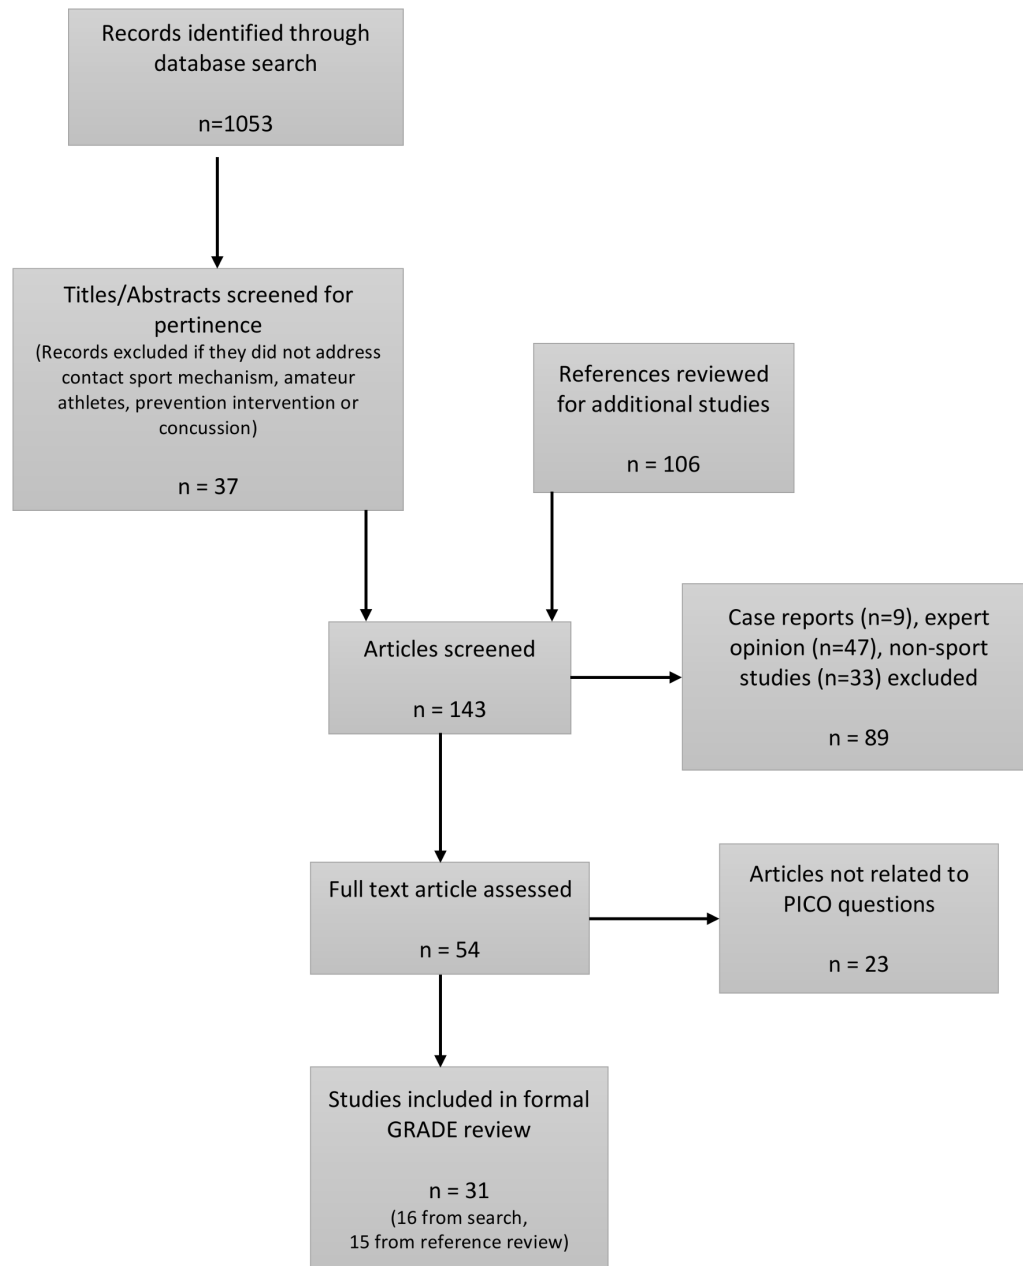 Records identified through
database search
n=1053
Titles/Abstracts screened for
pertinence
(Records excluded if they did not address
contact sport mechanism, amateur
athletes, prevention intervention or
concussion)
n = 37
References reviewed
for additional studies
n = 106
Articles screened
n = 143
Case reports (n=9), expert
opinion (n=47), non-sport
studies (n=33) excluded
n = 89
Full text article assessed
n = 54
Articles not related to
PICO questions
n = 23
Studies included in formal
GRADE review
n = 31
(16 from search,
15 from reference review)